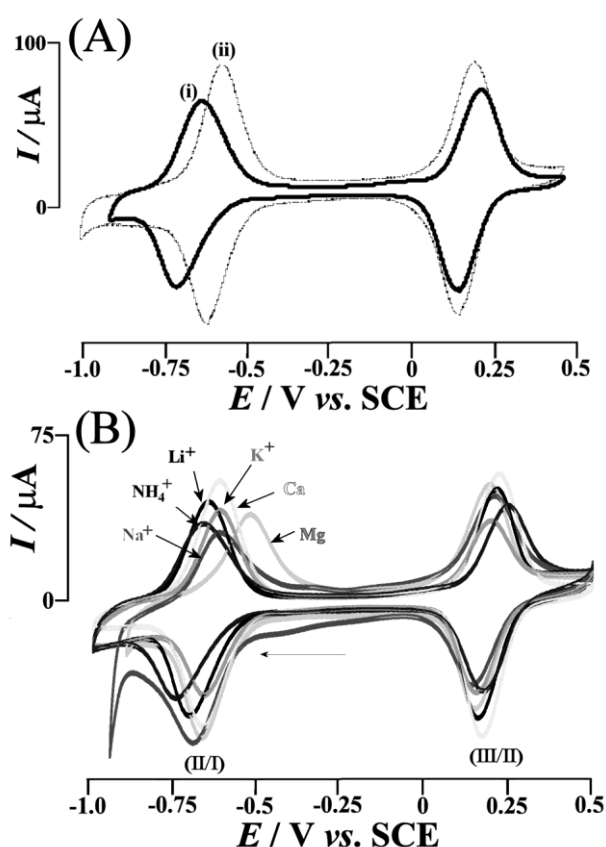 (A)
100
(ii)
(i)
I / μA
0
-1.0 -0.75 -0.5 -0.25 0 0.25 0.5
E / V vs. SCE
(B)
75
Li⁺ K⁺
NH₄⁺ Ca
Na⁺ Mg
I / μA
0
(II/I) (III/II)
-1.0 -0.75 -0.5 -0.25 0 0.25 0.5
E / V vs. SCE